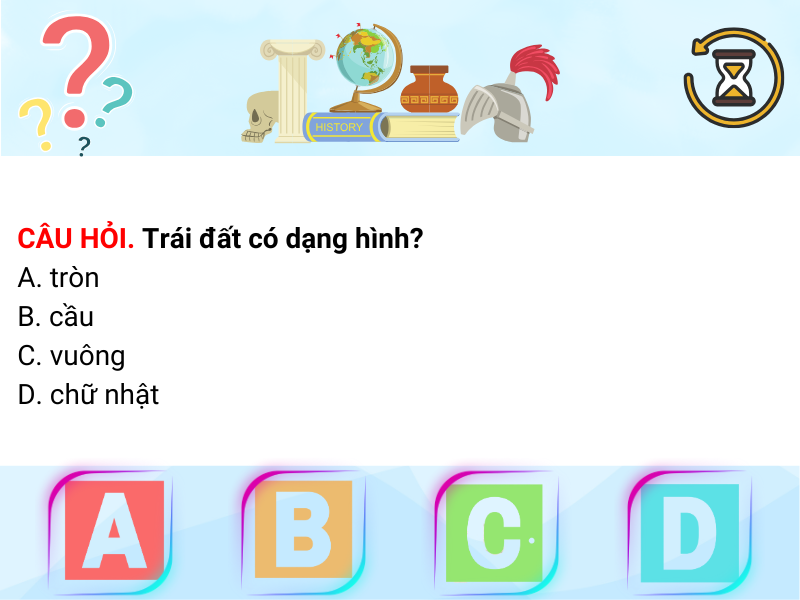 ? ? ? ?
HISTORY
CÂU HỎI. Trái đất có dạng hình?
A. tròn
B. cầu
C. vuông
D. chữ nhật
A B C. D